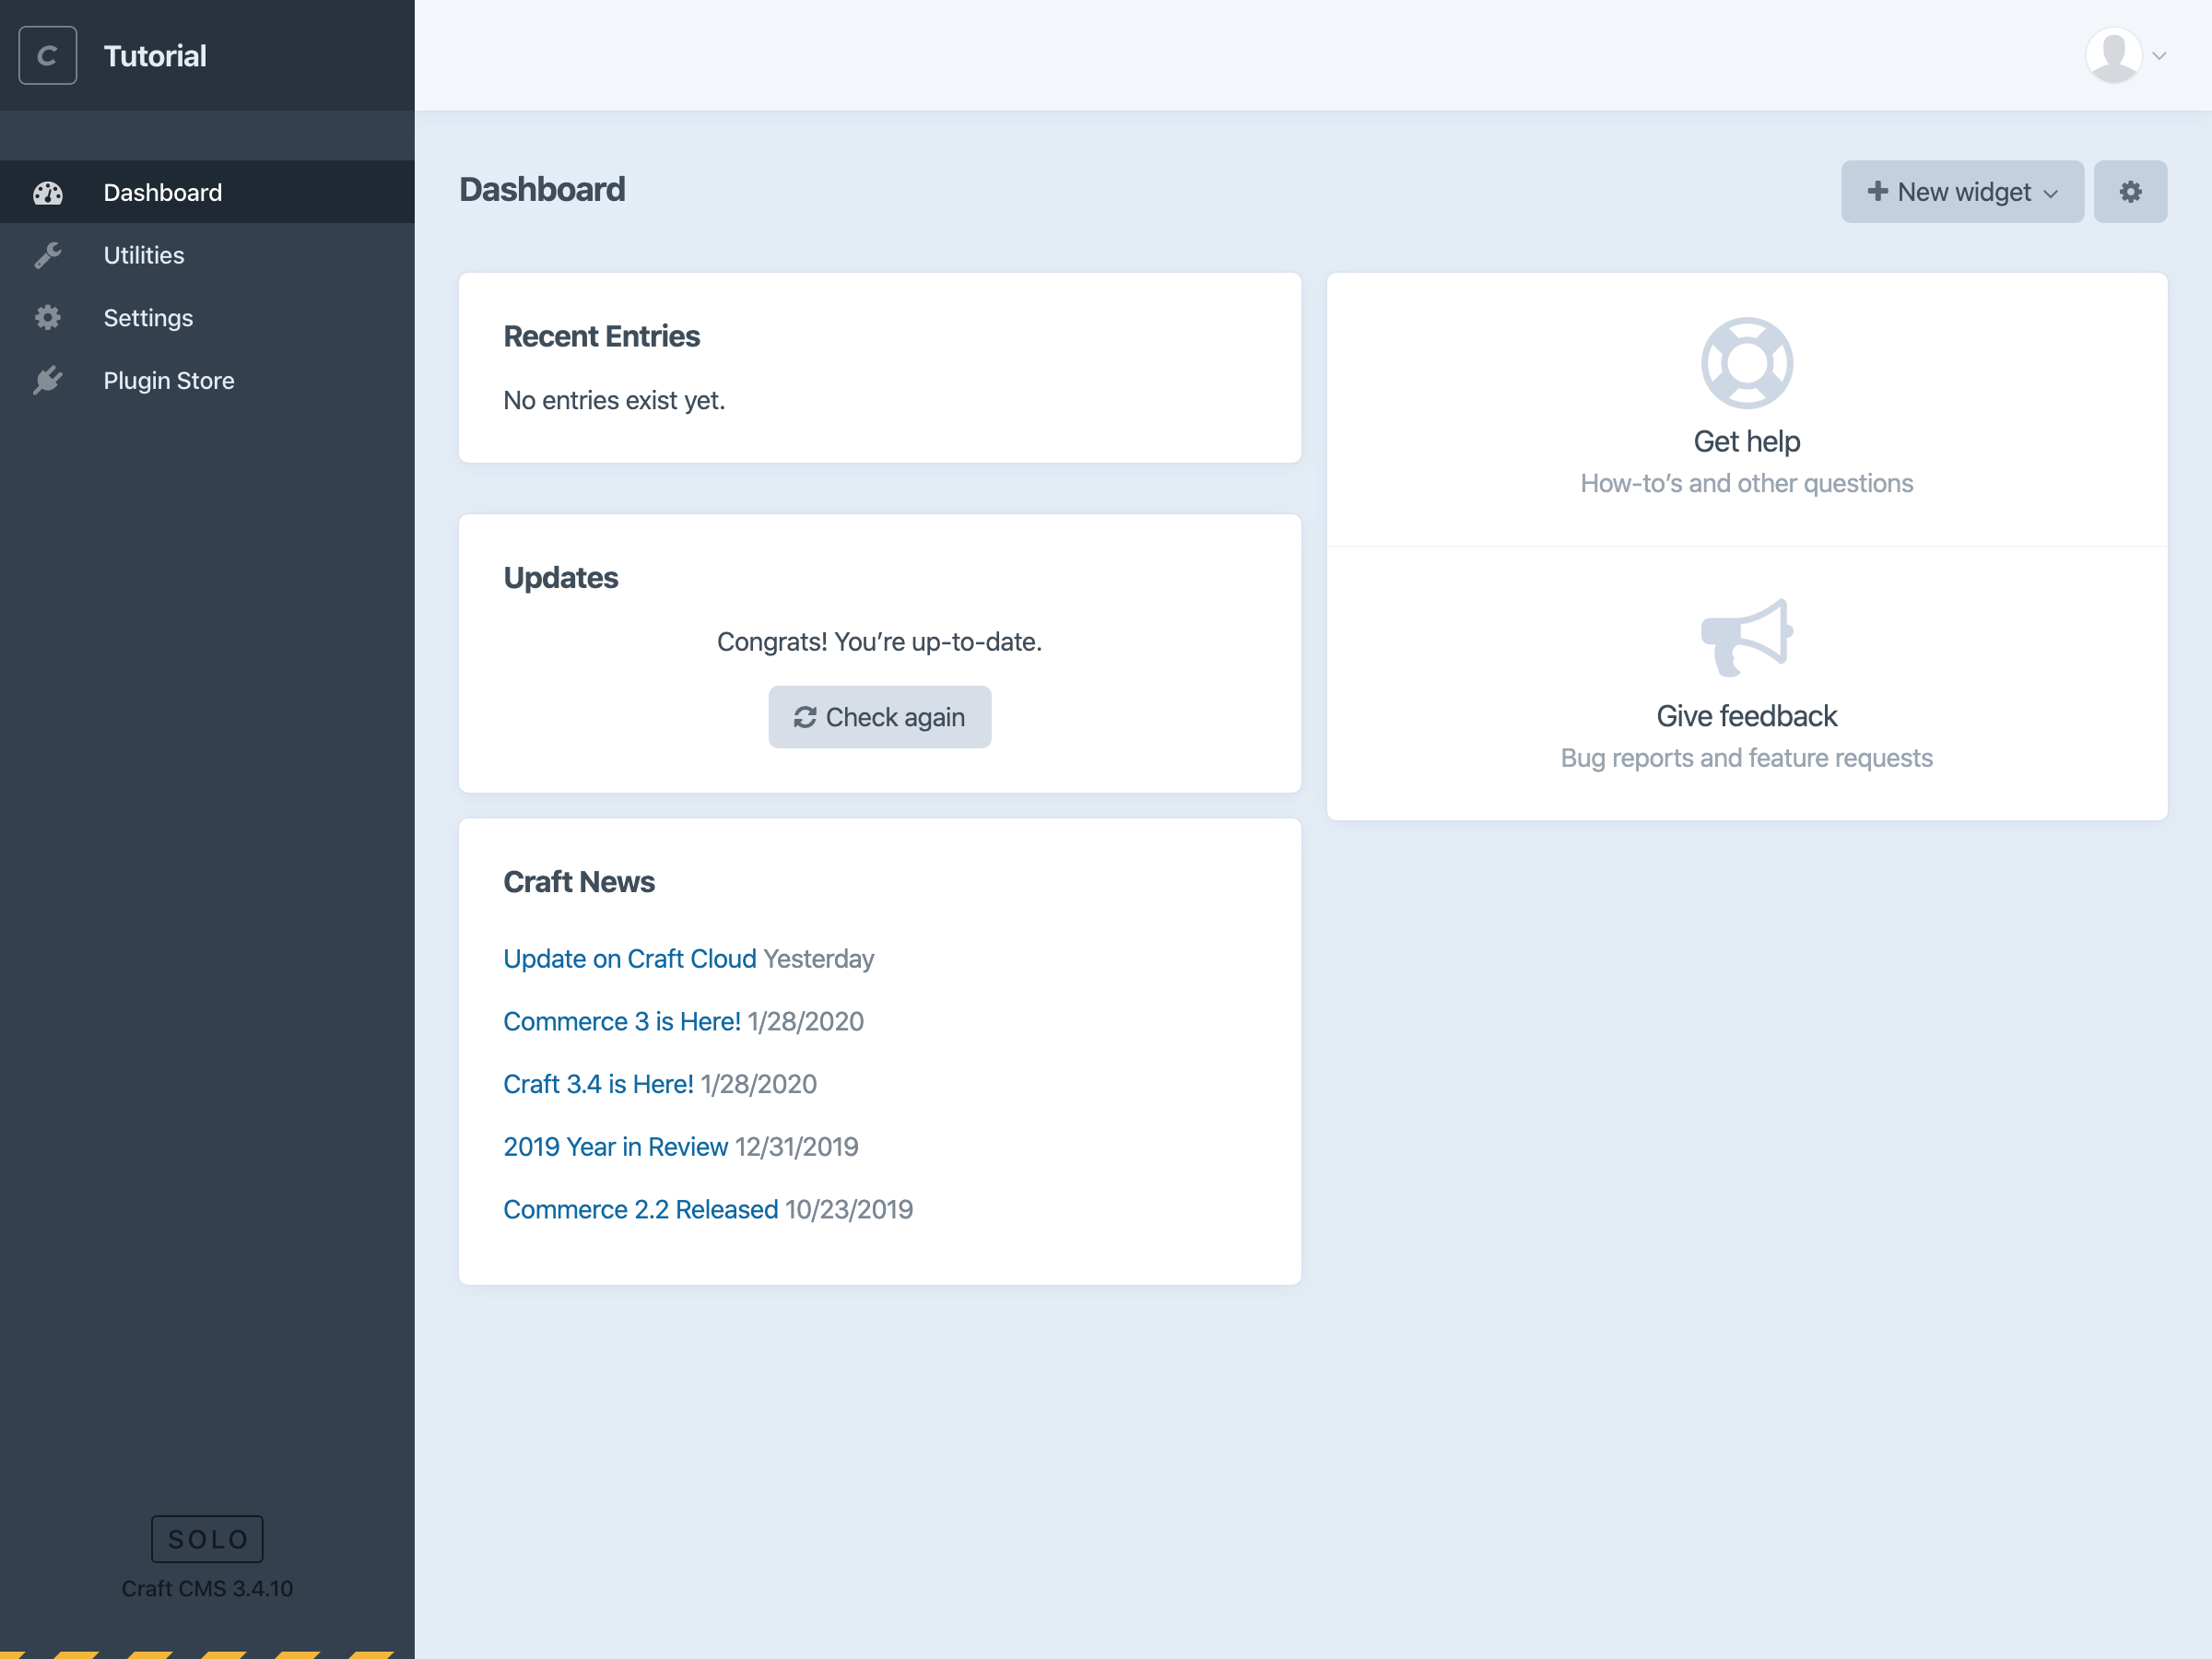 C
Tutorial
Dashboard
Utilities
Settings
Plugin Store
SOLO
Craft CMS 3.4.10
Dashboard
New widget
Recent Entries
No entries exist yet.
Updates
Congrats! You’re up-to-date.
Check again
Craft News
Update on Craft Cloud Yesterday
Commerce 3 is Here! 1/28/2020
Craft 3.4 is Here! 1/28/2020
2019 Year in Review 12/31/2019
Commerce 2.2 Released 10/23/2019
Get help
How-to’s and other questions
Give feedback
Bug reports and feature requests